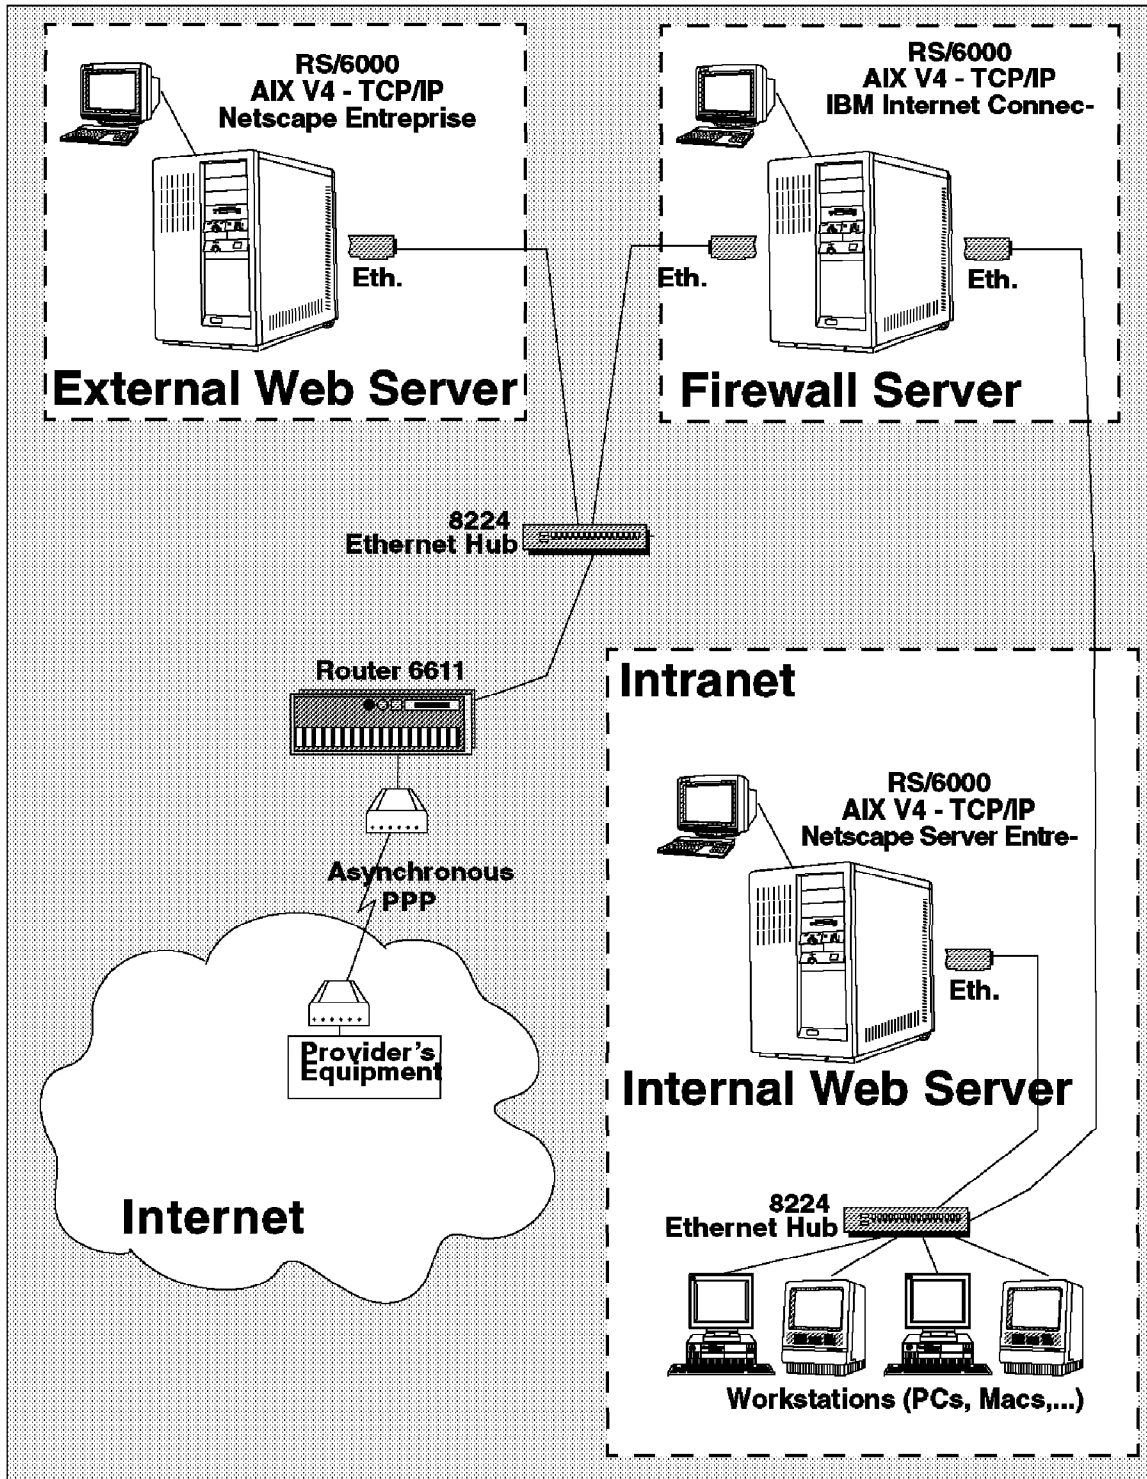 RS/6000
AIX V4 - TCP/IP
Netscape Entreprise
Eth.
External Web Server
RS/6000
AIX V4 - TCP/IP
IBM Internet Connec-
Eth.
Eth.
Firewall Server
8224
Ethernet Hub
Router 6611
Asynchronous
PPP
Provider's
Equipment
Internet
Intranet
RS/6000
AIX V4 - TCP/IP
Netscape Server Entre-
Eth.
Internal Web Server
8224
Ethernet Hub
Workstations (PCs, Macs,...)